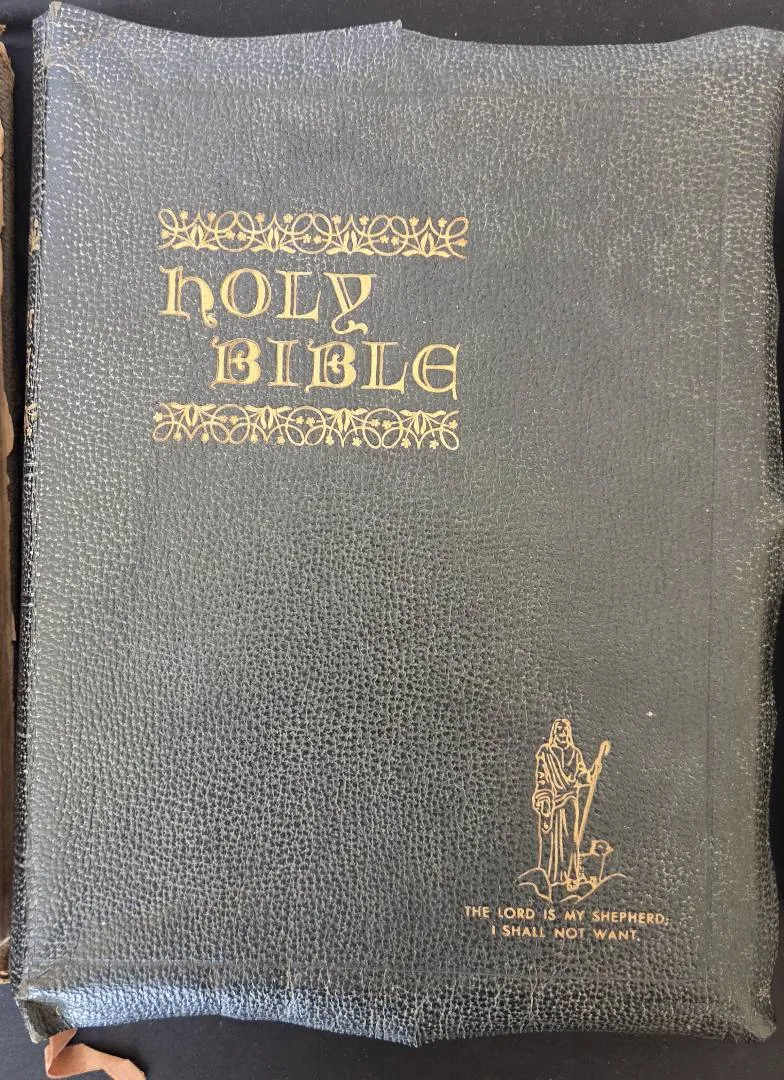 HOLY
BIBLE
THE LORD IS MY SHEPHERD;
I SHALL NOT WANT.